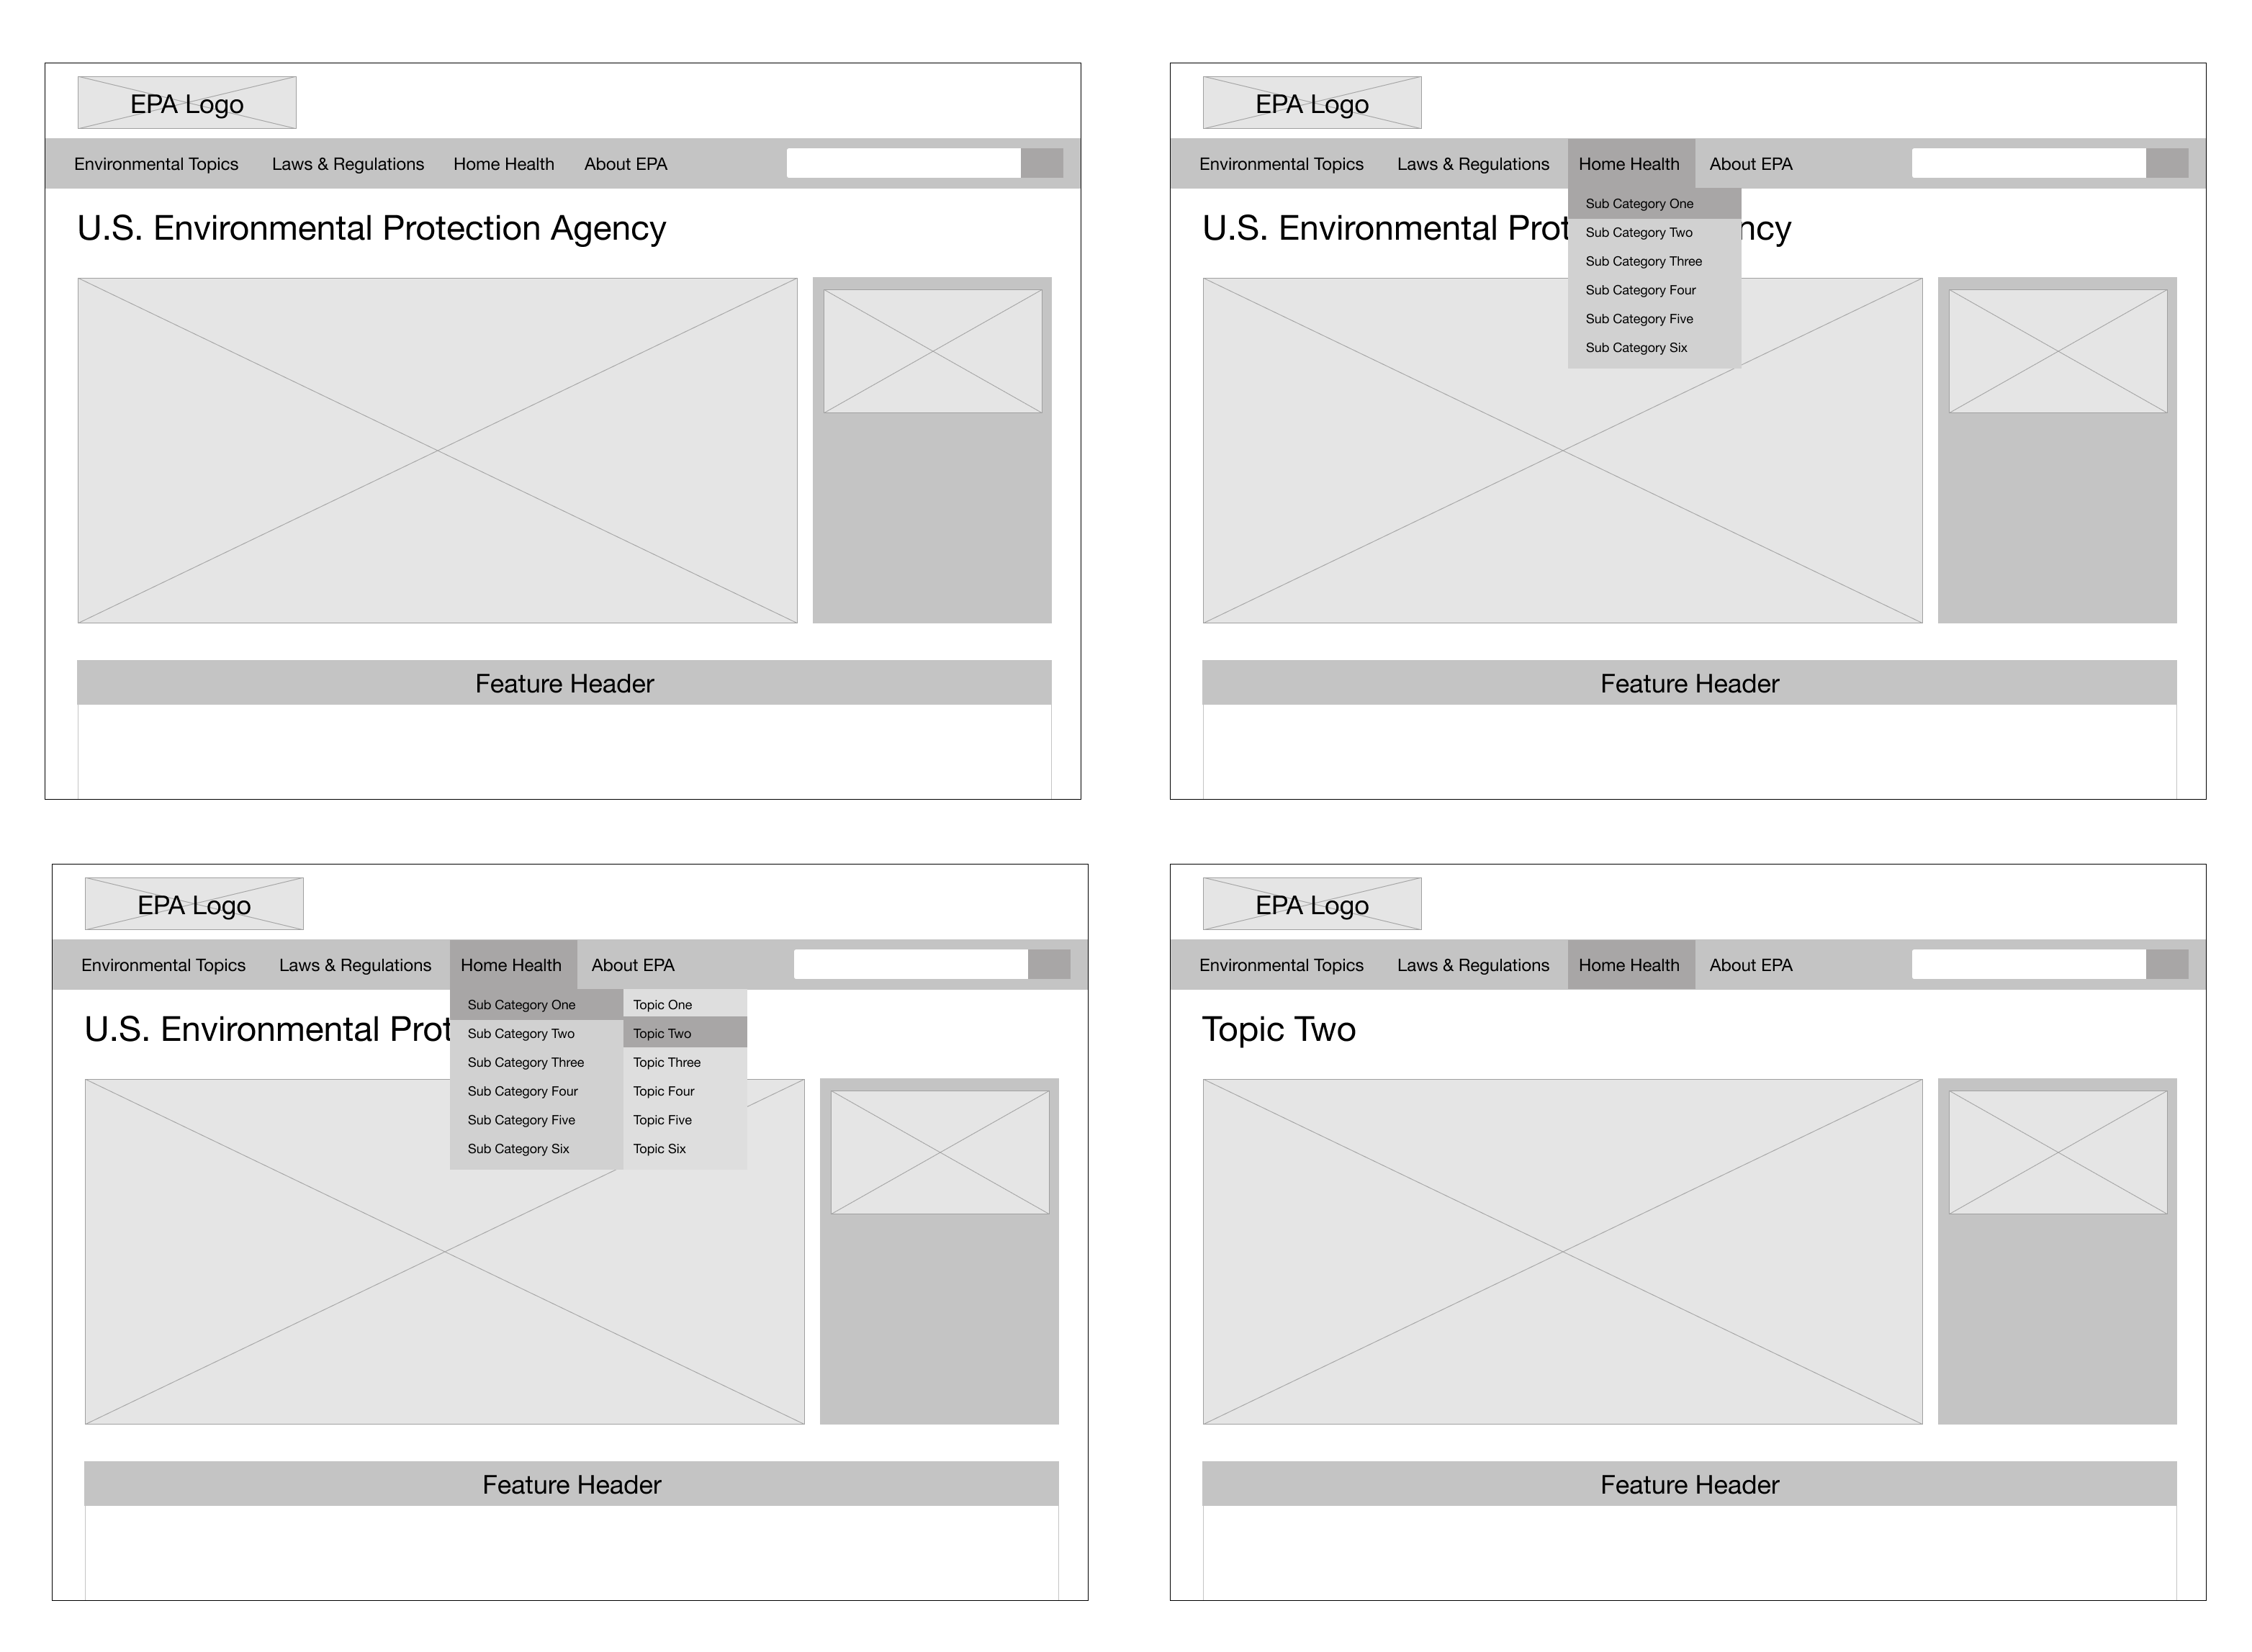 EPA Logo
Environmental Topics Laws & Regulations Home Health About EPA
U.S. Environmental Protection Agency
Feature Header
EPA Logo
Environmental Topics Laws & Regulations Home Health About EPA
Sub Category One
U.S. Environmental Prot ncy
Sub Category Two
Sub Category Three
Sub Category Four
Sub Category Five
Sub Category Six
Feature Header
EPA Logo
Environmental Topics Laws & Regulations Home Health About EPA
Sub Category One Topic One
U.S. Environmental Prot
Sub Category Two Topic Two
Sub Category Three Topic Three
Sub Category Four Topic Four
Sub Category Five Topic Five
Sub Category Six Topic Six
Feature Header
EPA Logo
Environmental Topics Laws & Regulations Home Health About EPA
Topic Two
Feature Header